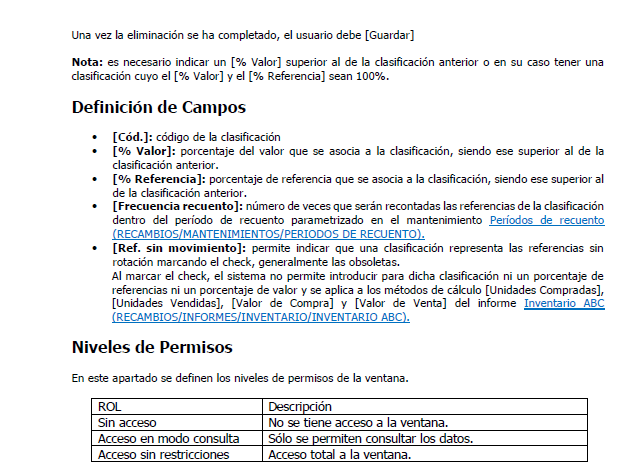 Una vez la eliminación se ha completado, el usuario debe [Guardar]
Nota: es necesario indicar un [% Valor] superior al de la clasificación anterior o en su caso tener una
clasificación cuyo el [% Valor] y el [% Referencia] sean 100%.
Definición de Campos
• [Cód.]: código de la clasificación
• [% Valor]: porcentaje del valor que se asocia a la clasificación, siendo ese superior al de la
clasificación anterior.
• [% Referencia]: porcentaje de referencia que se asocia a la clasificación, siendo ese superior al
de la clasificación anterior.
• [Frecuencia recuento]: número de veces que serán recontadas las referencias de la clasificación
dentro del período de recuento parametrizado en el mantenimiento Períodos de recuento
(RECAMBIOS/MANTENIMIENTOS/PERIODOS DE RECUENTO).
• [Ref. sin movimiento]: permite indicar que una clasificación representa las referencias sin
rotación marcando el check, generalmente las obsoletas.
Al marcar el check, el sistema no permite introducir para dicha clasificación ni un porcentaje de
referencias ni un porcentaje de valor y se aplica a los métodos de cálculo [Unidades Compradas],
[Unidades Vendidas], [Valor de Compra] y [Valor de Venta] del informe Inventario ABC
(RECAMBIOS/INFORMES/INVENTARIO/INVENTARIO ABC).
Niveles de Permisos
En este apartado se definen los niveles de permisos de la ventana.
ROL Descripción
Sin acceso No se tiene acceso a la ventana.
Acceso en modo consulta Sólo se permiten consultar los datos.
Acceso sin restricciones Acceso total a la ventana.